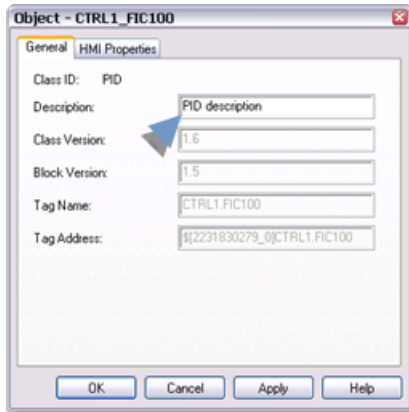 Object - CTRL1_FIC100
General HMI Properties
Class ID: PID
Description: PID description
Class Version: 1.6
Block Version: 1.5
Tag Name: CTRL1.FIC100
Tag Address: $[2231830279_0]CTRL1.FIC100
OK Cancel Apply Help